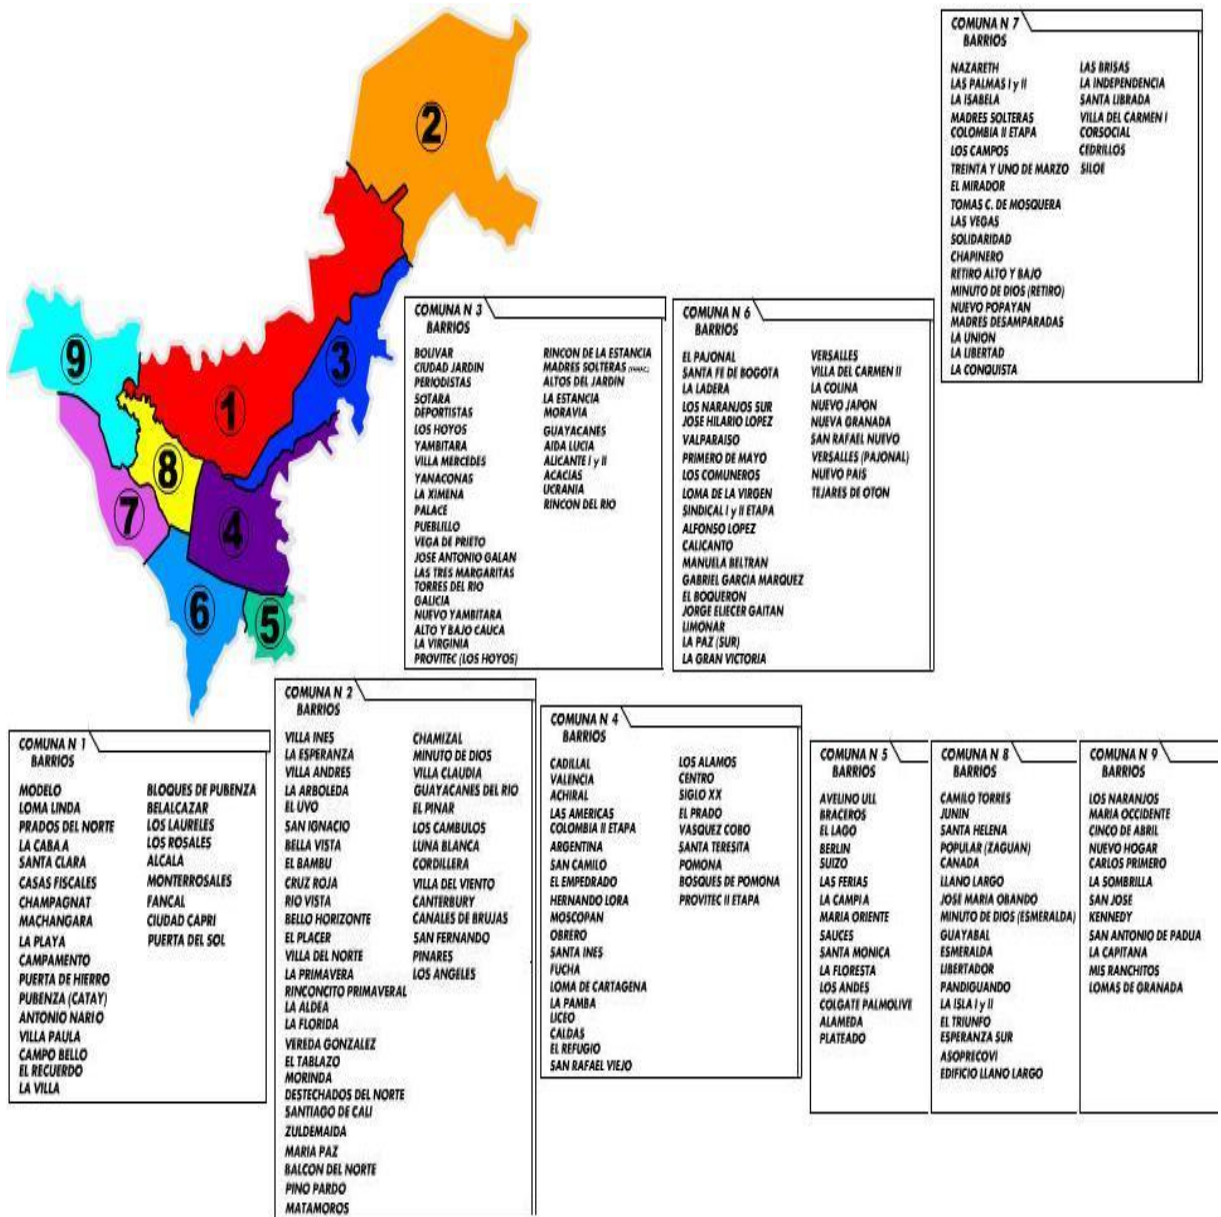 2
1
3
9
8
7
4
6
5
COMUNA N 7
BARRIOS
NAZARETH
LAS PALMAS I y II
LA ISABELA
MADRES SOLTERAS
COLOMBIA II ETAPA
LOS CAMPOS
TREINTA Y UNO DE MARZO
EL MIRADOR
TOMAS C. DE MOSQUERA
LAS VEGAS
SOLIDARIDAD
CHAPINERO
RETIRO ALTO Y BAJO
MINUTO DE DIOS (RETIRO)
NUEVO POPAYAN
MADRES DESAMPARADAS
LA UNION
LA LIBERTAD
LA CONQUISTA
LAS BRISAS
LA INDEPENDENCIA
SANTA LIBRADA
VILLA DEL CARMEN I
CORSOCIAL
CEDRILLOS
SILOE
COMUNA N 3
BARRIOS
BOLIVAR
CIUDAD JARDIN
PERIODISTAS
SOTARA
DEPORTISTAS
LOS HOYOS
YAMBITARA
VILLA MERCEDES
YANACONAS
LA XIMENA
PALACE
PUEBLILLO
VEGA DE PRIETO
JOSE ANTONIO GALAN
LAS TRES MARGARITAS
TORRES DEL RIO
GALICIA
NUEVO YAMBITARA
ALTO Y BAJO CAUCA
LA VIRGINIA
PROVITEC (LOS HOYOS)
RINCON DE LA ESTANCIA
MADRES SOLTERAS
ALTOS DEL JARDIN
LA ESTANCIA
MORAVIA
GUAYACANES
AIDA LUCIA
ALICANTE I y II
ACACIAS
UCRANIA
RINCON DEL RIO
COMUNA N 6
BARRIOS
EL PAJONAL
SANTA FE DE BOGOTA
LA LADERA
LOS NARANJOS SUR
JOSE HILARIO LOPEZ
VALPARAISO
PRIMERO DE MAYO
LOS COMUNEROS
LOMA DE LA VIRGEN
SINDICAL I y II ETAPA
ALFONSO LOPEZ
CALICANTO
MANUELA BELTRAN
GABRIEL GARCIA MARQUEZ
EL BOQUERON
JORGE ELIECER GAITAN
LIMONAR
LA PAZ (SUR)
LA GRAN VICTORIA
VERSALLES
VILLA DEL CARMEN II
LA COLINA
NUEVO JAPON
NUEVA GRANADA
SAN RAFAEL NUEVO
VERSALLES (PAJONAL)
NUEVO PAIS
TEJARES DE OTON
COMUNA N 1
BARRIOS
MODELO
LOMA LINDA
PRADOS DEL NORTE
LA CABA A
SANTA CLARA
CASAS FISCALES
CHAMPAGNAT
MACHANGARA
LA PLAYA
CAMPAMENTO
PUERTA DE HIERRO
PUBENZA (CATAY)
ANTONIO NARIO
VILLA PAULA
CAMPO BELLO
EL RECUERDO
LA VILLA
BLOQUES DE PUBENZA
BELALCAZAR
LOS LAURELES
LOS ROSALES
ALCALA
MONTERROSALES
FANCAL
CIUDAD CAPRI
PUERTA DEL SOL
COMUNA N 2
BARRIOS
VILLA INES
LA ESPERANZA
VILLA ANDRES
LA ARBOLEDA
EL UVO
SAN IGNACIO
BELLA VISTA
EL BAMBU
CRUZ ROJA
RIO VISTA
BELLO HORIZONTE
EL PLACER
VILLA DEL NORTE
LA PRIMAVERA
RINCONCITO PRIMAVERAL
LA ALDEA
LA FLORIDA
VEREDA GONZALEZ
EL TABLAZO
MORINDA
DESTECHADOS DEL NORTE
SANTIAGO DE CALI
ZULDEMAIDA
MARIA PAZ
BALCON DEL NORTE
PINO PARDO
MATAMOROS
CHAMIZAL
MINUTO DE DIOS
VILLA CLAUDIA
GUAYACANES DEL RIO
EL PINAR
LOS CAMBULOS
LUNA BLANCA
CORDILLERA
VILLA DEL VIENTO
CANTERBURY
CANALES DE BRUJAS
SAN FERNANDO
PINARES
LOS ANGELES
COMUNA N 4
BARRIOS
CADILLAL
VALENCIA
ACHIRAL
LAS AMERICAS
COLOMBIA II ETAPA
ARGENTINA
SAN CAMILO
EL EMPEDRADO
HERNANDO LORA
MOSCOPAN
OBRERO
SANTA INES
FUCHA
LOMA DE CARTAGENA
LA PAMBA
LICEO
CALDAS
EL REFUGIO
SAN RAFAEL VIEJO
LOS ALAMOS
CENTRO
SIGLO XX
EL PRADO
VASQUEZ COBO
SANTA TERESITA
POMONA
BOSQUES DE POMONA
PROVITEC II ETAPA
COMUNA N 5
BARRIOS
AVELINO ULL
BRACEROS
EL LAGO
BERLIN
SUIZO
LAS FERIAS
LA CAMPIA
MARIA ORIENTE
SAUCES
SANTA MONICA
LA FLORESTA
LOS ANDES
COLGATE PALMOLIVE
ALAMEDA
PLATEADO
COMUNA N 8
BARRIOS
CAMILO TORRES
JUNIN
SANTA HELENA
POPULAR (ZAGUAN)
CANADA
LLANO LARGO
JOSE MARIA OBANDO
MINUTO DE DIOS (ESMERALDA)
GUAYABAL
ESMERALDA
LIBERTADOR
PANDIGUANDO
LA ISLA I y II
EL TRIUNFO
ESPERANZA SUR
ASOPRECOVI
EDIFICIO LLANO LARGO
COMUNA N 9
BARRIOS
LOS NARANJOS
MARIA OCCIDENTE
CINCO DE ABRIL
NUEVO HOGAR
CARLOS PRIMERO
LA SOMBRILLA
SAN JOSE
KENNEDY
SAN ANTONIO DE PADUA
LA CAPITANA
MIS RANCHITOS
LOMAS DE GRANADA